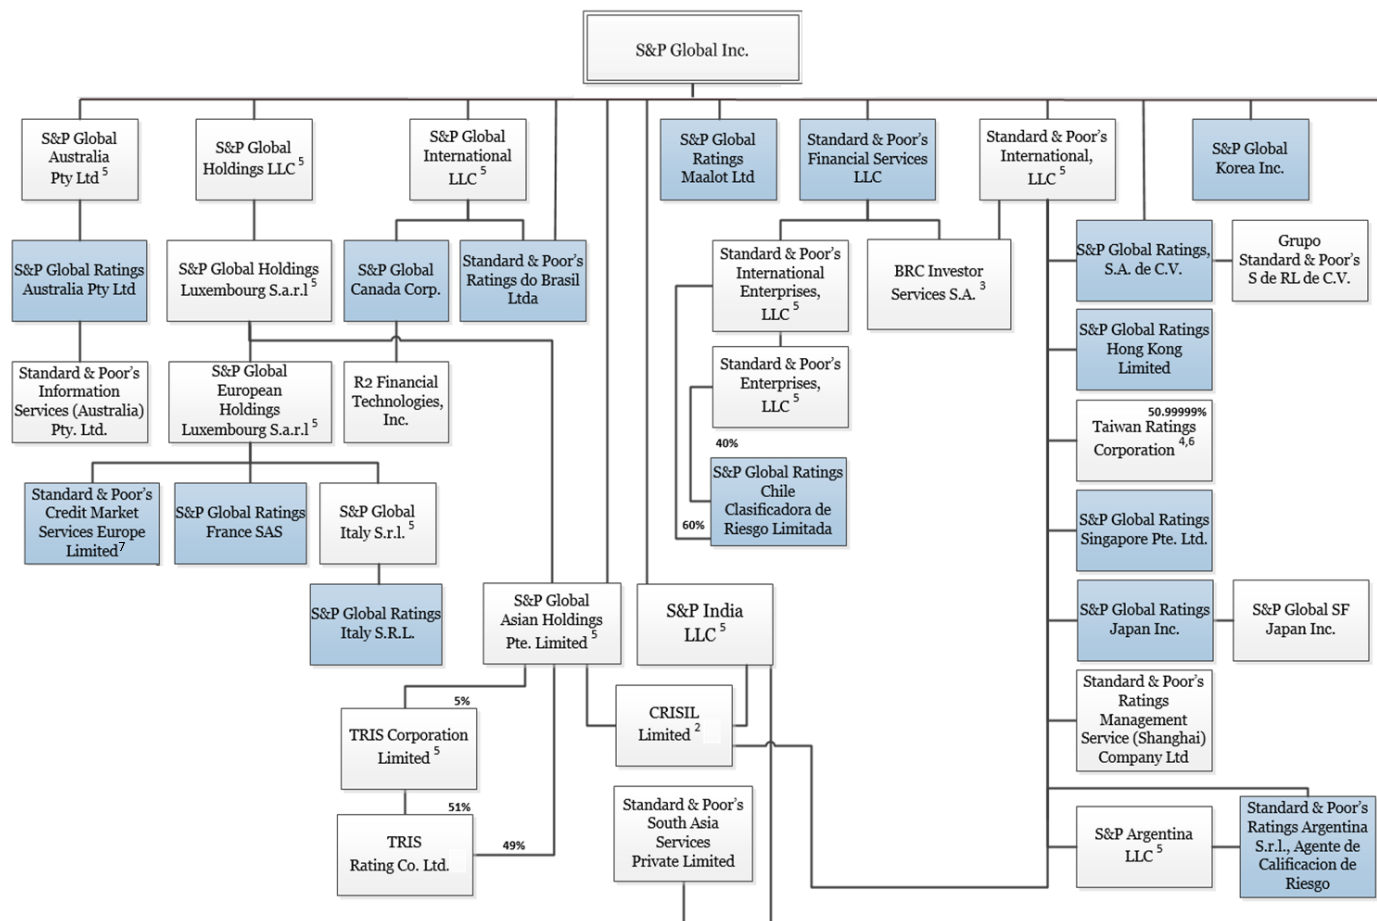 S&P Global Inc.
S&P Global
Australia
Pty Ltd 5
S&P Global
Holdings LLC 5
S&P Global
International
LLC 5
S&P Global
Ratings
Maalot Ltd
Standard & Poor's
Financial Services
LLC
Standard & Poor's
International,
LLC 5
S&P Global
Korea Inc.
S&P Global Ratings
Australia Pty Ltd
S&P Global Holdings
Luxembourg S.a.r.l 5
S&P Global
Canada Corp.
Standard & Poor's
Ratings do Brasil
Ltda
Standard & Poor's
International
Enterprises,
LLC 5
BRC Investor
Services S.A. 3
S&P Global Ratings,
S.A. de C.V.
Grupo
Standard & Poor's
S de RL de C.V.
Standard & Poor's
Information
Services (Australia)
Pty. Ltd.
S&P Global
European
Holdings
Luxembourg S.a.r.l 5
R2 Financial
Technologies,
Inc.
Standard & Poor's
Enterprises,
LLC 5
S&P Global Ratings
Hong Kong
Limited
50.99999%
Taiwan Ratings
Corporation 4,6
40%
S&P Global Ratings
Chile
Clasificadora de
Riesgo Limitada
60%
Standard & Poor's
Credit Market
Services Europe
Limited7
S&P Global Ratings
France SAS
S&P Global
Italy S.r.l. 5
S&P Global Ratings
Singapore Pte. Ltd.
S&P Global Ratings
Italy S.R.L.
S&P Global
Asian Holdings
Pte. Limited 5
S&P India
LLC 5
S&P Global Ratings
Japan Inc.
S&P Global SF
Japan Inc.
5%
TRIS Corporation
Limited 5
CRISIL
Limited 2
Standard & Poor's
Ratings
Management
Service (Shanghai)
Company Ltd
51%
TRIS
Rating Co. Ltd.
49%
Standard & Poor's
South Asia
Services
Private Limited
S&P Argentina
LLC 5
Standard & Poor's
Ratings Argentina
S.r.l., Agente de
Calificacion de
Riesgo